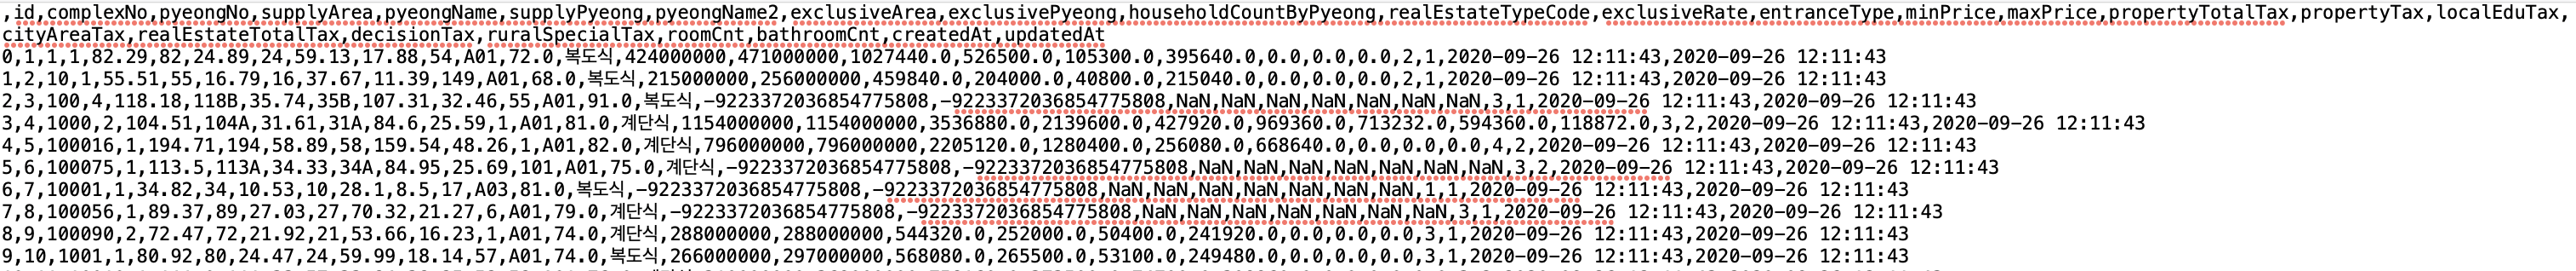 ,id,complexNo,pyeongNo,supplyArea,pyeongName,supplyPyeong,pyeongName2,exclusiveArea,exclusivePyeong,householdCountByPyeong,realEstateTypeCode,exclusiveRate,entranceType,minPrice,maxPrice,propertyTotalTax,propertyTax,localEduTax,
cityAreaTax,realEstateTotalTax,decisionTax,ruralSpecialTax,roomCnt,bathroomCnt,createdAt,updatedAt
0,1,1,1,82.29,82,24.89,24,59.13,17.88,54,A01,72.0,복도식,424000000,471000000,1027440.0,526500.0,105300.0,395640.0,0.0,0.0,0.0,2,1,2020-09-26 12:11:43,2020-09-26 12:11:43
1,2,10,1,55.51,55,16.79,16,37.67,11.39,149,A01,68.0,복도식,215000000,256000000,459840.0,204000.0,40800.0,215040.0,0.0,0.0,0.0,2,1,2020-09-26 12:11:43,2020-09-26 12:11:43
2,3,100,4,118.18,118B,35.74,35B,107.31,32.46,55,A01,91.0,복도식,-9223372036854775808,-9223372036854775808,NaN,NaN,NaN,NaN,NaN,NaN,NaN,3,1,2020-09-26 12:11:43,2020-09-26 12:11:43
3,4,1000,2,104.51,104A,31.61,31A,84.6,25.59,1,A01,81.0,계단식,1154000000,1154000000,3536880.0,2139600.0,427920.0,969360.0,713232.0,594360.0,118872.0,3,2,2020-09-26 12:11:43,2020-09-26 12:11:43
4,5,100016,1,194.71,194,58.89,58,159.54,48.26,1,A01,82.0,계단식,796000000,796000000,2205120.0,1280400.0,256080.0,668640.0,0.0,0.0,0.0,4,2,2020-09-26 12:11:43,2020-09-26 12:11:43
5,6,100075,1,113.5,113A,34.33,34A,84.95,25.69,101,A01,75.0,계단식,-9223372036854775808,-9223372036854775808,NaN,NaN,NaN,NaN,NaN,NaN,NaN,3,2,2020-09-26 12:11:43,2020-09-26 12:11:43
6,7,10001,1,34.82,34,10.53,10,28.1,8.5,17,A03,81.0,복도식,-9223372036854775808,-9223372036854775808,NaN,NaN,NaN,NaN,NaN,NaN,NaN,1,1,2020-09-26 12:11:43,2020-09-26 12:11:43
7,8,100056,1,89.37,89,27.03,27,70.32,21.27,6,A01,79.0,계단식,-9223372036854775808,-9223372036854775808,NaN,NaN,NaN,NaN,NaN,NaN,NaN,3,1,2020-09-26 12:11:43,2020-09-26 12:11:43
8,9,100090,2,72.47,72,21.92,21,53.66,16.23,1,A01,74.0,계단식,288000000,288000000,544320.0,252000.0,50400.0,241920.0,0.0,0.0,0.0,3,1,2020-09-26 12:11:43,2020-09-26 12:11:43
9,10,1001,1,80.92,80,24.47,24,59.99,18.14,57,A01,74.0,복도식,266000000,297000000,568080.0,265500.0,53100.0,249480.0,0.0,0.0,0.0,3,1,2020-09-26 12:11:43,2020-09-26 12:11:43